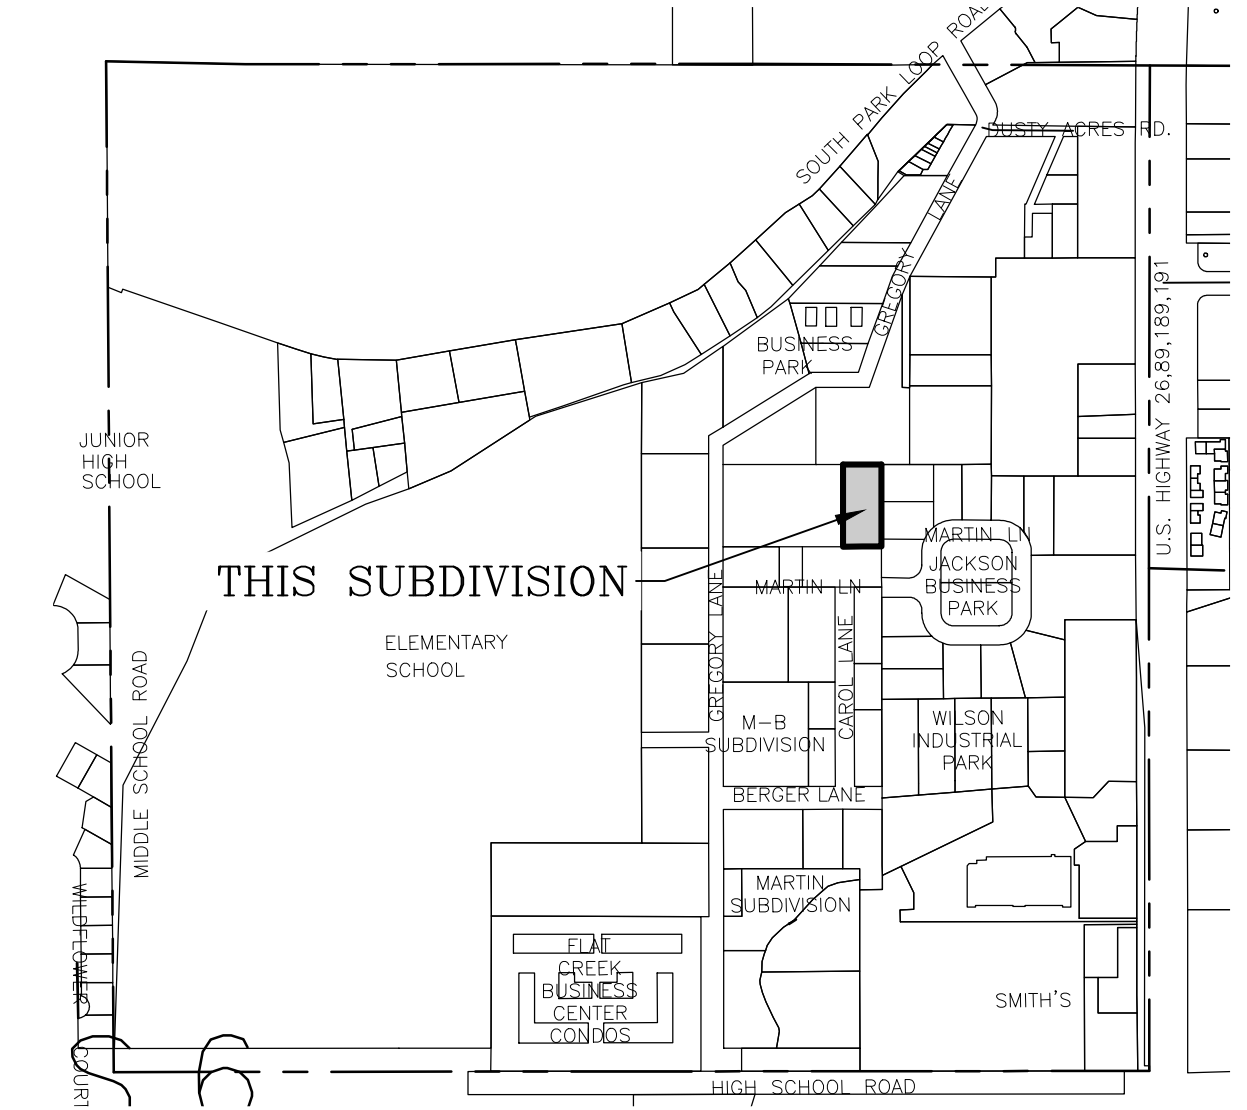 SOUTH PARK LOOP ROAD
DUSTY ACRES RD.
GREGORY LANE
U.S. HIGHWAY 26,89,189,191
BUSINESS
PARK
JUNIOR
HIGH
SCHOOL
MARTIN LN
JACKSON
BUSINESS
PARK
THIS SUBDIVISION
MARTIN LN
GREGORY LANE
CAROL LANE
ELEMENTARY
SCHOOL
MIDDLE SCHOOL ROAD
M-B
SUBDIVISION
WILSON
INDUSTRIAL
PARK
BERGER LANE
MARTIN
SUBDIVISION
WILDFLOWER COURT
FLAT
CREEK
BUSINESS
CENTER
CONDOS
SMITH'S
HIGH SCHOOL ROAD